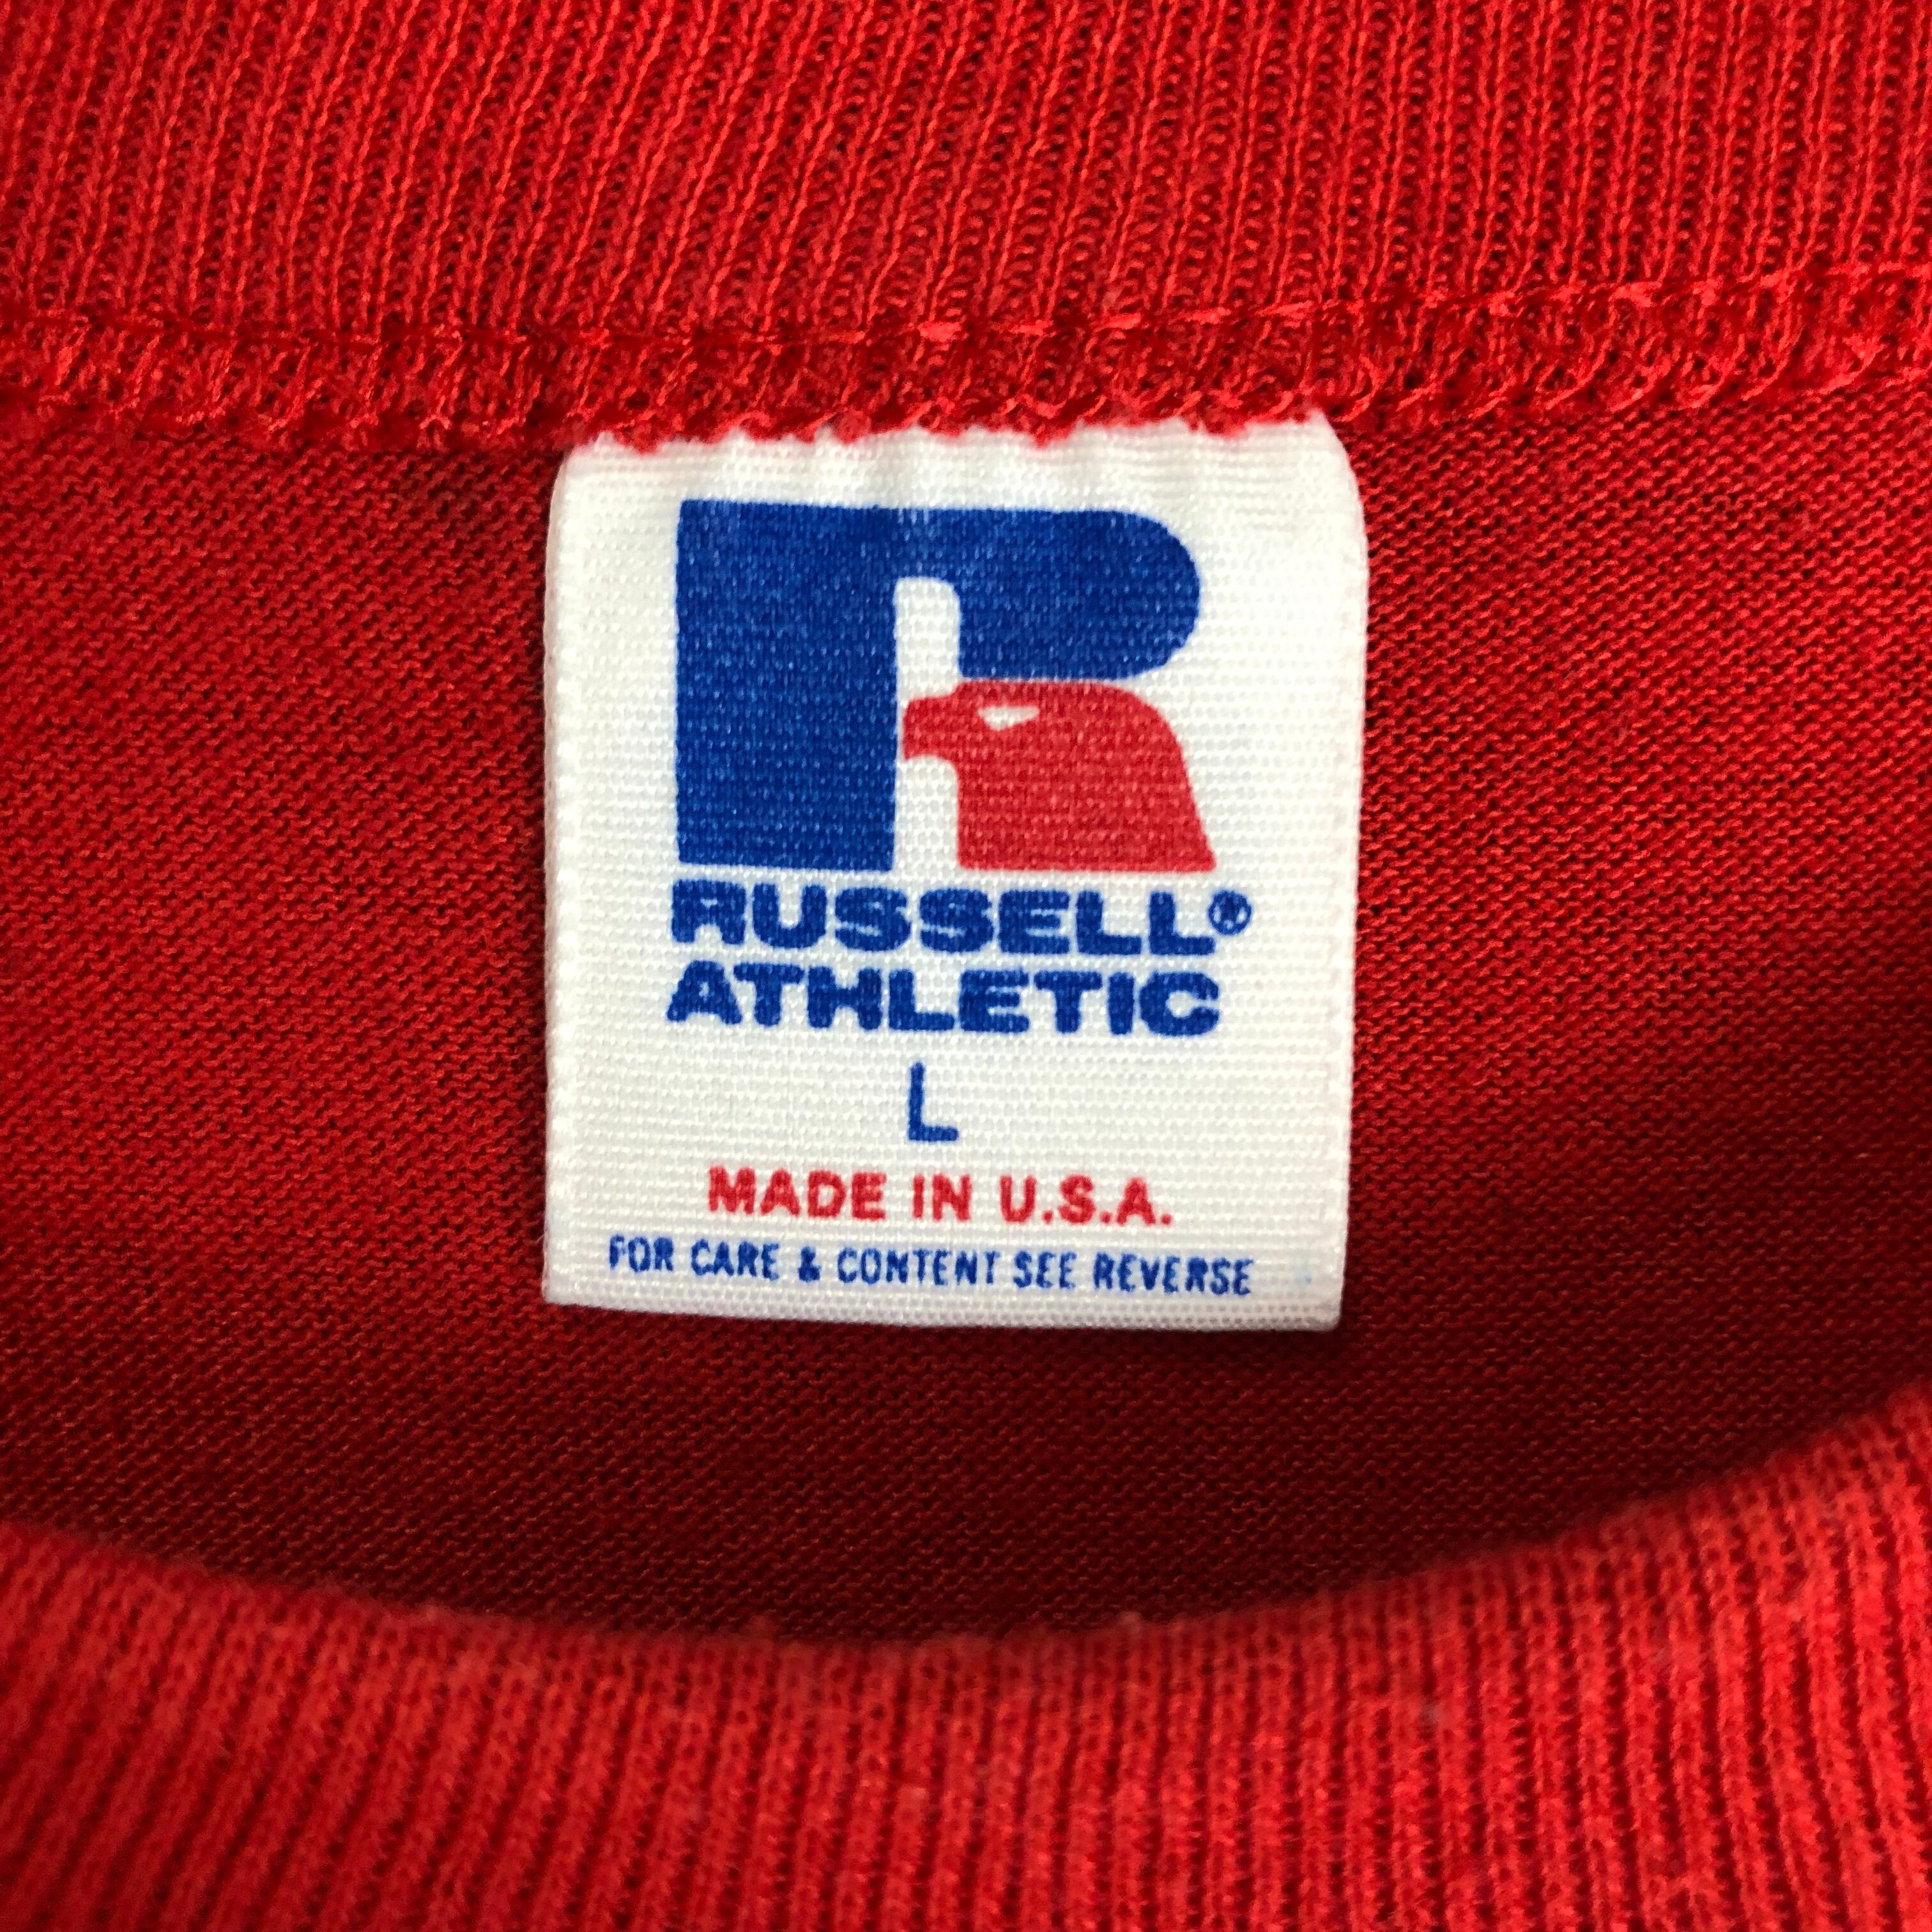 RUSSELL®
ATHLETIC
L
MADE IN U.S.A.
FOR CARE & CONTENT SEE REVERSE